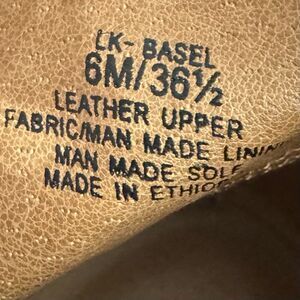 LK- BASEL
6M/36½
LEATHER UPPER
FABRIC/MAN MADE
MAN MADE SOLE
MADE IN